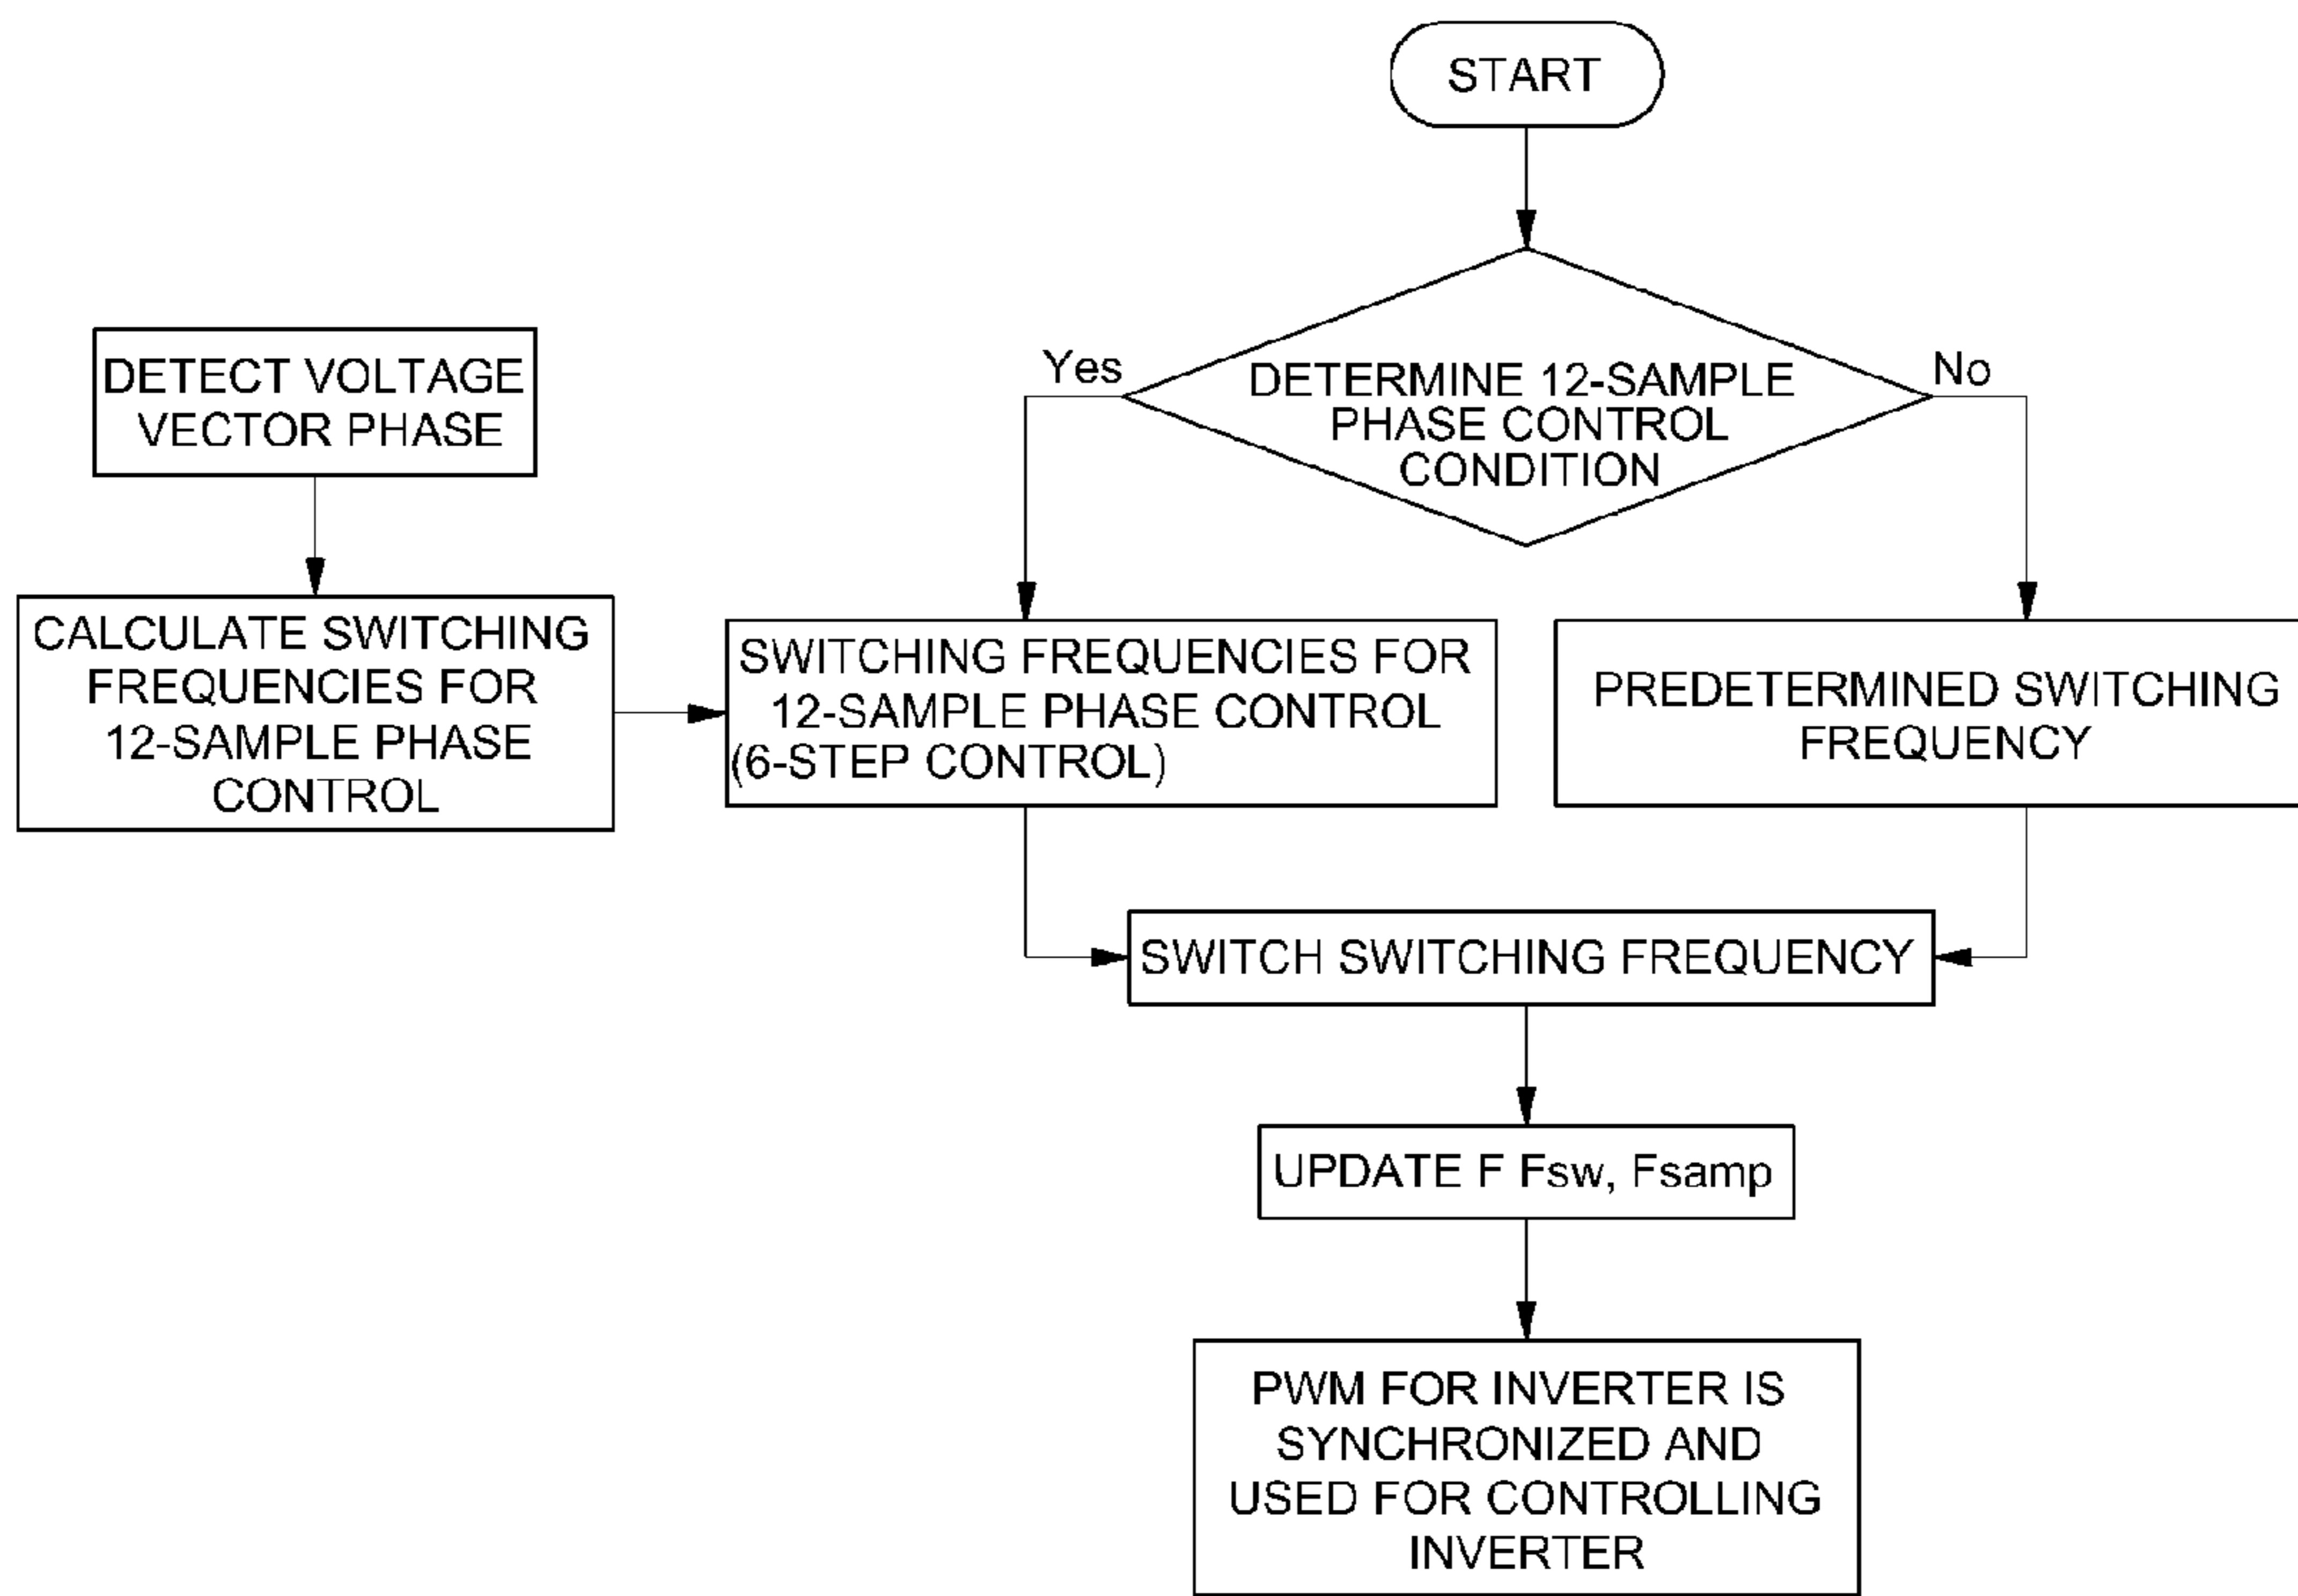 START
Yes
DETERMINE 12-SAMPLE
PHASE CONTROL
CONDITION
No
DETECT VOLTAGE
VECTOR PHASE
CALCULATE SWITCHING
FREQUENCIES FOR
12-SAMPLE PHASE
CONTROL
SWITCHING FREQUENCIES FOR
12-SAMPLE PHASE CONTROL
(6-STEP CONTROL)
PREDETERMINED SWITCHING
FREQUENCY
SWITCH SWITCHING FREQUENCY
UPDATE F Fsw, Fsamp
PWM FOR INVERTER IS
SYNCHRONIZED AND
USED FOR CONTROLLING
INVERTER